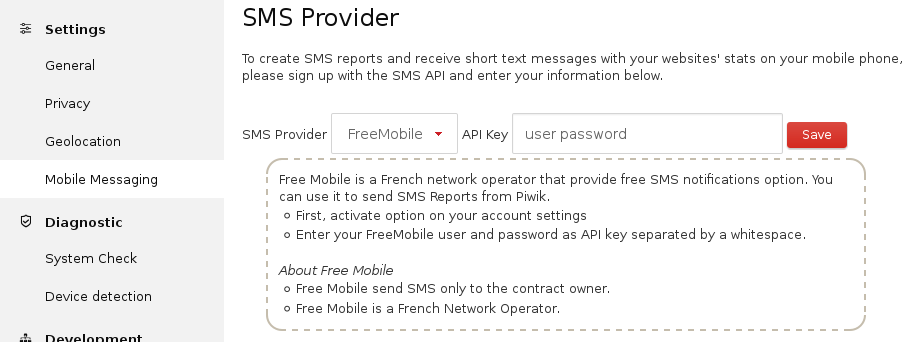 Settings
General
Privacy
Geolocation
Mobile Messaging
Diagnostic
System Check
Device detection
Development
SMS Provider
To create SMS reports and receive short text messages with your websites' stats on your mobile phone,
please sign up with the SMS API and enter your information below.
SMS Provider FreeMobile API Key user password Save
Free Mobile is a French network operator that provide free SMS notifications option. You
can use it to send SMS Reports from Piwik.
First, activate option on your account settings
Enter your FreeMobile user and password as API key separated by a whitespace.
About Free Mobile
Free Mobile send SMS only to the contract owner.
Free Mobile is a French Network Operator.